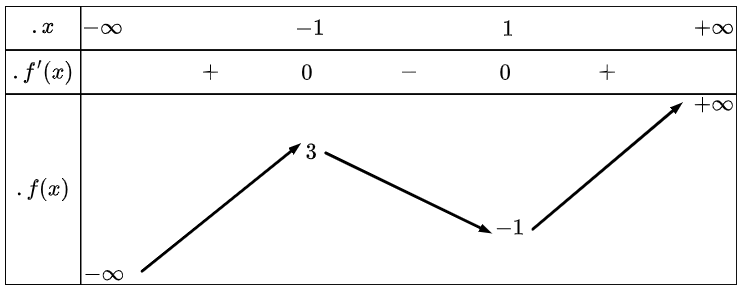 . x −∞ −1 1 +∞
. f′(x) + 0 − 0 +
+∞
3
. f(x)
−1
−∞